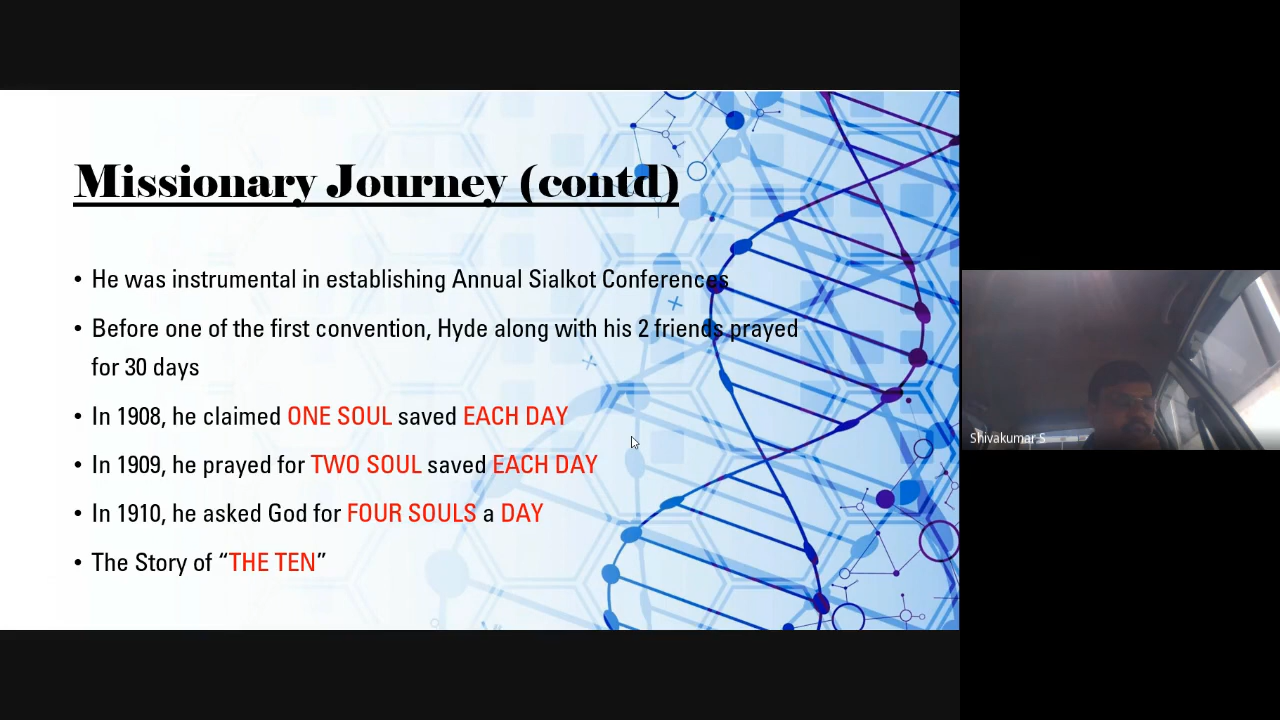 Missionary Journey (contd)
• He was instrumental in establishing Annual Sialkot Conferences
• Before one of the first convention, Hyde along with his 2 friends prayed
for 30 days
• In 1908, he claimed ONE SOUL saved EACH DAY
• In 1909, he prayed for TWO SOUL saved EACH DAY
• In 1910, he asked God for FOUR SOULS a DAY
• The Story of “THE TEN”
Shivakumar S